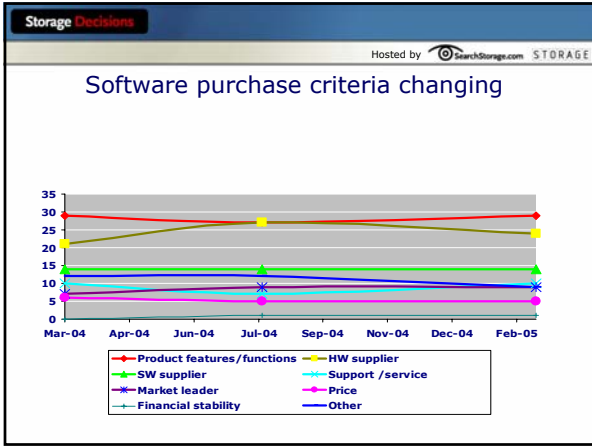 Storage Decisions
Hosted by SearchStorage.com STORAGE
Software purchase criteria changing
35
30
25
20
15
10
5
0
Mar-04 Apr-04 Jun-04 Jul-04 Sep-04 Nov-04 Dec-04 Feb-05
Product features/functions HW supplier
SW supplier Support /service
Market leader Price
Financial stability Other